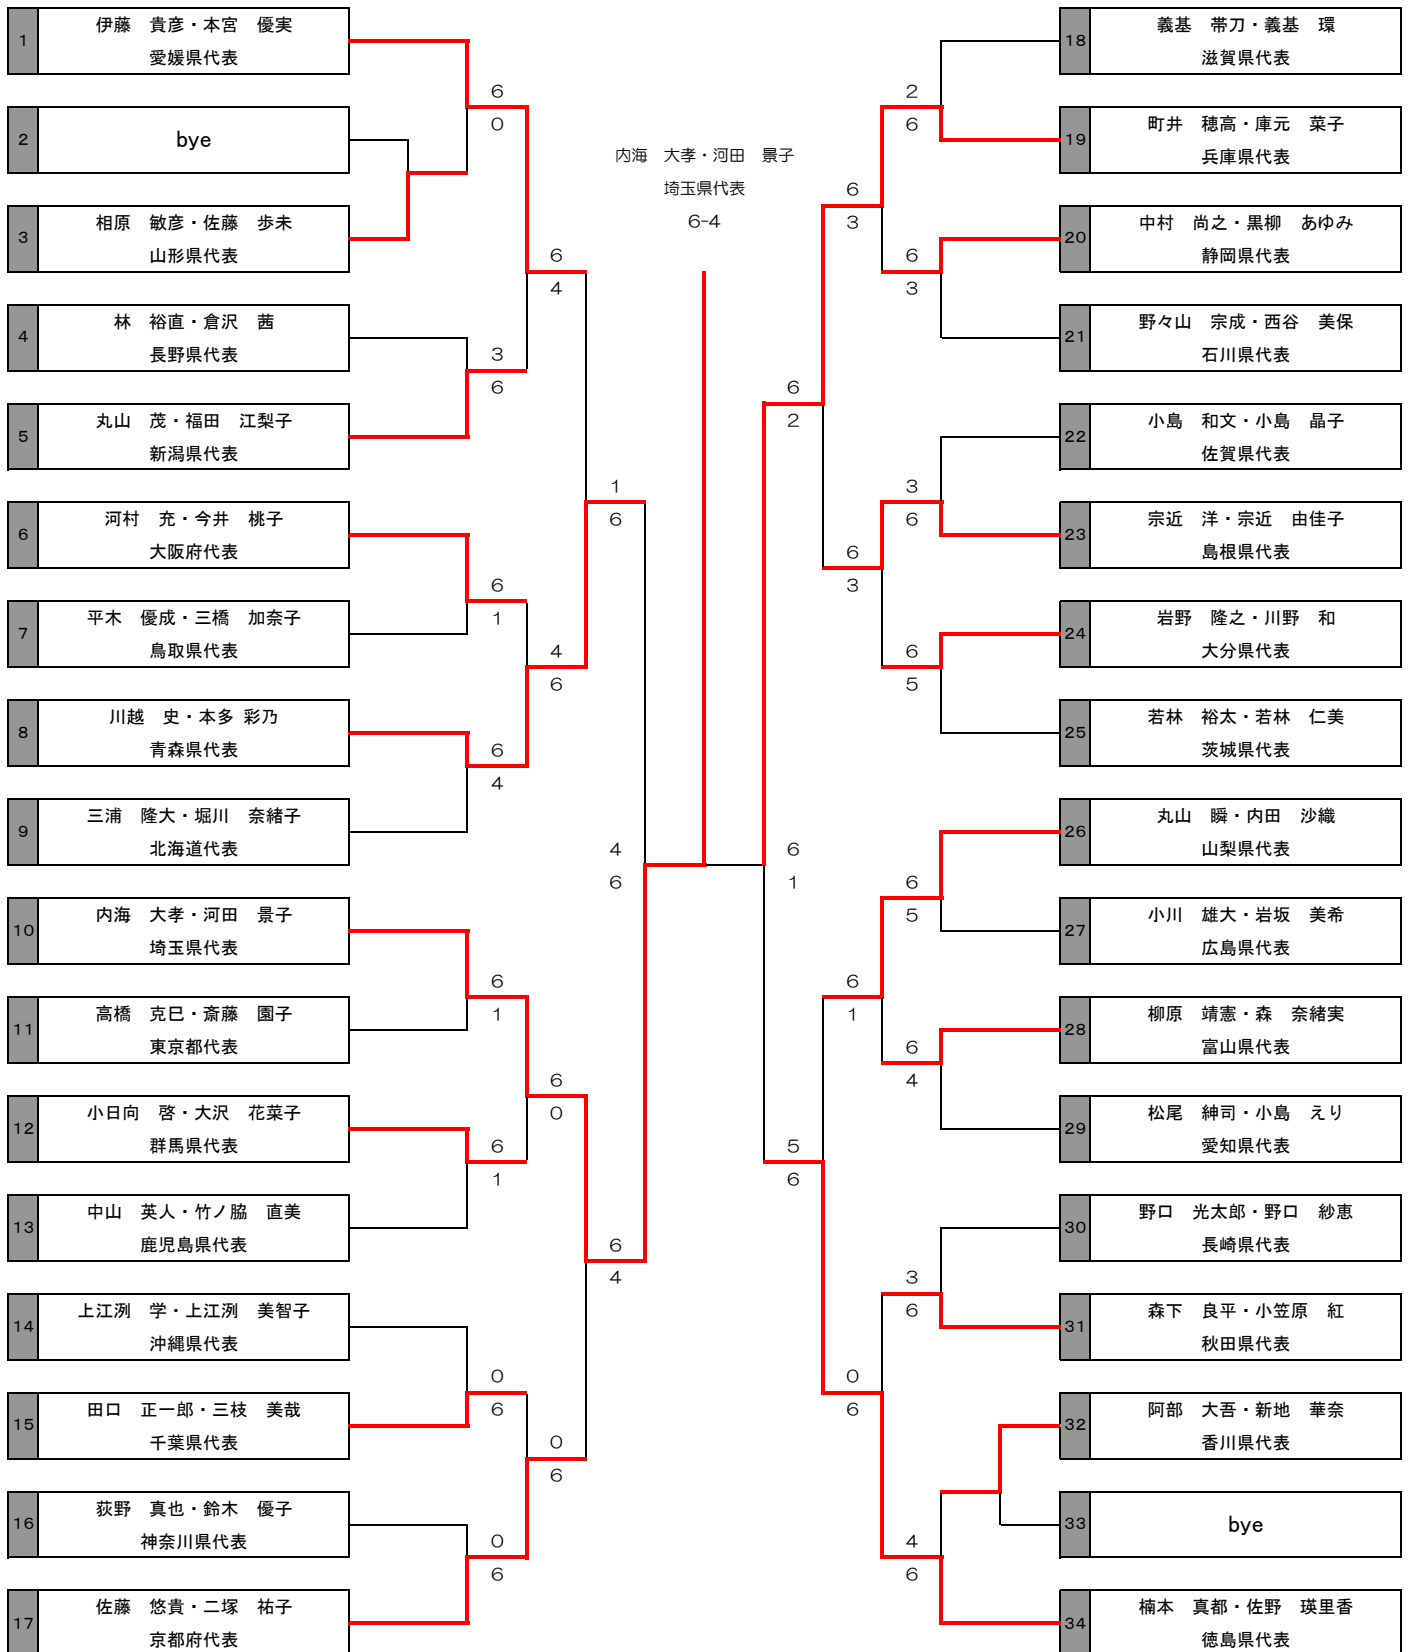 1
伊藤　貴彦・本宮　優実
愛媛県代表
2
bye
3
相原　敏彦・佐藤　歩未
山形県代表
4
林　裕直・倉沢　茜
長野県代表
5
丸山　茂・福田　江梨子
新潟県代表
6
河村　充・今井　桃子
大阪府代表
7
平木　優成・三橋　加奈子
鳥取県代表
8
川越　史・本多 彩乃
青森県代表
9
三浦　隆大・堀川　奈緒子
北海道代表
10
内海　大孝・河田　景子
埼玉県代表
11
高橋　克巳・斎藤　園子
東京都代表
12
小日向　啓・大沢　花菜子
群馬県代表
13
中山　英人・竹ノ脇　直美
鹿児島県代表
14
上江洌　学・上江洌　美智子
沖縄県代表
15
田口　正一郎・三枝　美哉
千葉県代表
16
荻野　真也・鈴木　優子
神奈川県代表
17
佐藤　悠貴・二塚　祐子
京都府代表
6
0
3
6
6
1
6
4
6
1
6
1
0
6
0
6
6
4
4
6
6
0
0
6
1
6
6
4
4
6
内海　大孝・河田　景子
埼玉県代表
6-4
6
1
6
2
5
6
6
3
6
3
6
1
0
6
2
6
6
3
3
6
6
5
6
5
6
4
3
6
4
6
18
義基　帯刀・義基　環
滋賀県代表
19
町井　穂高・庫元　菜子
兵庫県代表
20
中村　尚之・黒柳　あゆみ
静岡県代表
21
野々山　宗成・西谷　美保
石川県代表
22
小島　和文・小島　晶子
佐賀県代表
23
宗近　洋・宗近　由佳子
島根県代表
24
岩野　隆之・川野　和
大分県代表
25
若林　裕太・若林　仁美
茨城県代表
26
丸山　瞬・内田　沙織
山梨県代表
27
小川　雄大・岩坂　美希
広島県代表
28
柳原　靖憲・森　奈緒実
富山県代表
29
松尾　紳司・小島　えり
愛知県代表
30
野口　光太郎・野口　紗恵
長崎県代表
31
森下　良平・小笠原　紅
秋田県代表
32
阿部　大吾・新地　華奈
香川県代表
33
bye
34
楠本　真都・佐野　瑛里香
徳島県代表